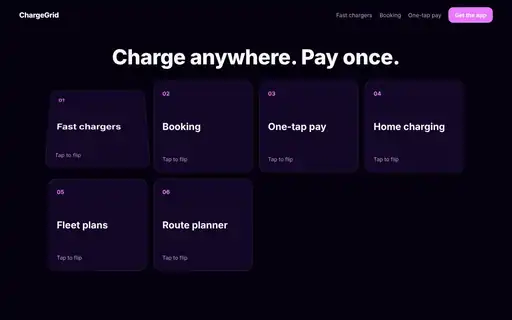 ChargeGrid
Fast chargers Booking One-tap pay Get the app
Charge anywhere. Pay once.
01
Fast chargers
Tap to flip
02
Booking
Tap to flip
03
One-tap pay
Tap to flip
04
Home charging
Tap to flip
05
Fleet plans
Tap to flip
06
Route planner
Tap to flip